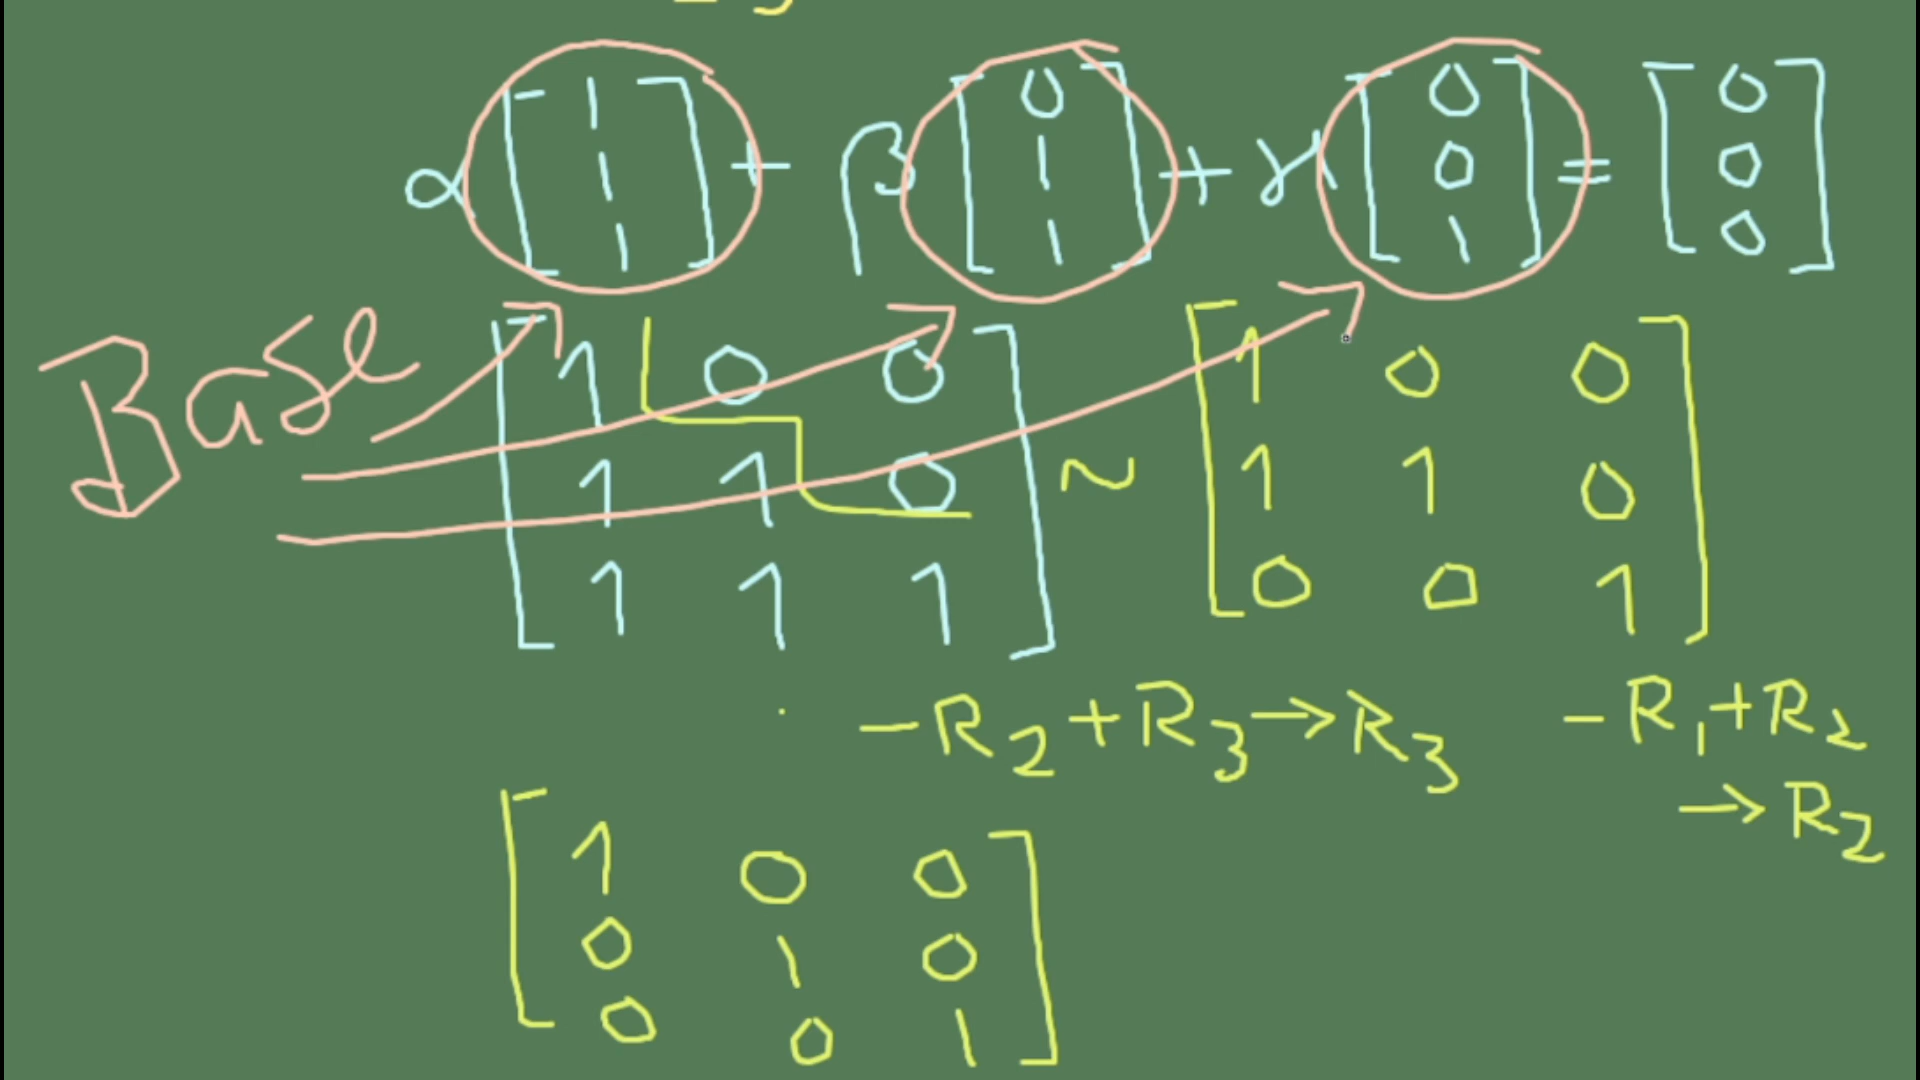 α[1 1 1] + β[0 1 1] + γ[0 0 1] = [0 0 0]
Base
[1 0 0 ~ [1 0 0
1 1 0 1 1 0
1 1 1] 0 0 1]
-R2+R3→R3 -R1+R2
→R2
[1 0 0
0 1 0
0 0 1]